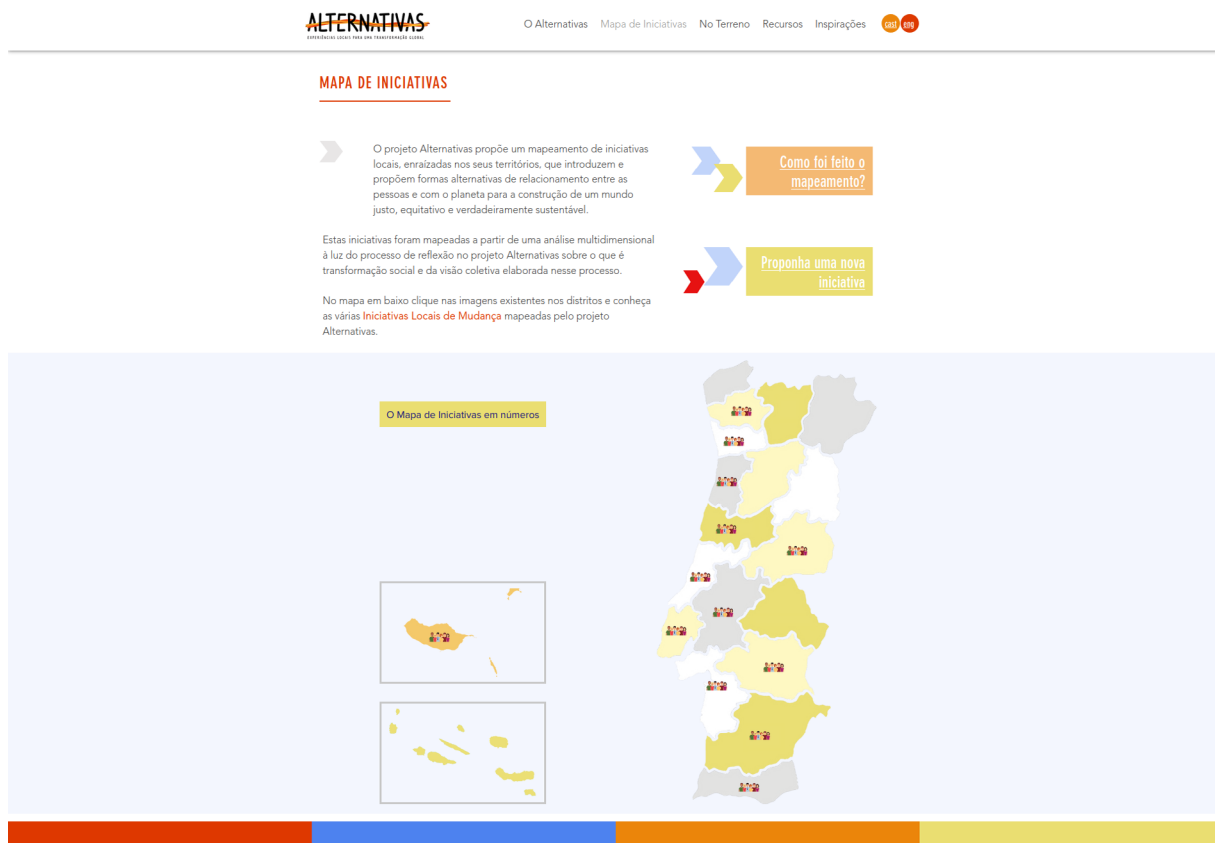 ALTERNATIVAS
EXPERIÊNCIAS LOCAIS PARA UMA TRANSFORMAÇÃO GLOBAL
O Alternativas Mapa de Iniciativas No Terreno Recursos Inspirações cast eng
MAPA DE INICIATIVAS
O projeto Alternativas propõe um mapeamento de iniciativas
locais, enraízadas nos seus territórios, que introduzem e
propõem formas alternativas de relacionamento entre as
pessoas e com o planeta para a construção de um mundo
justo, equitativo e verdadeiramente sustentável.
Estas iniciativas foram mapeadas a partir de uma análise multidimensional
à luz do processo de reflexão no projeto Alternativas sobre o que é
transformação social e da visão coletiva elaborada nesse processo.
No mapa em baixo clique nas imagens existentes nos distritos e conheça
as várias Iniciativas Locais de Mudança mapeadas pelo projeto
Alternativas.
Como foi feito o
mapeamento?
Proponha uma nova
iniciativa
O Mapa de Iniciativas em números